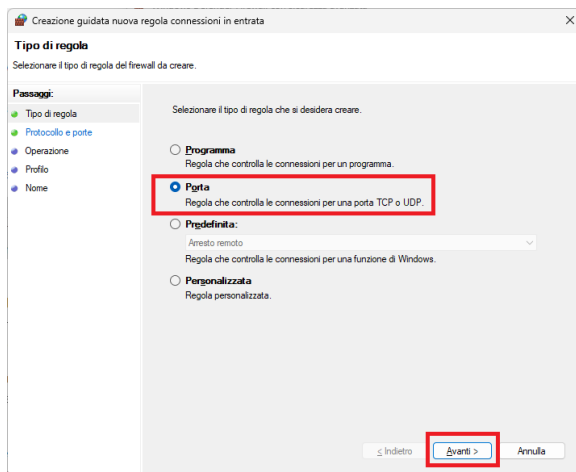 Creazione guidata nuova regola connessioni in entrata
Tipo di regola
Selezionare il tipo di regola del firewall da creare.
Passaggi:
Tipo di regola
Protocollo e porte
Operazione
Profilo
Nome
Selezionare il tipo di regola che si desidera creare.
Programma
Regola che controlla le connessioni per un programma.
Porta
Regola che controlla le connessioni per una porta TCP o UDP.
Predefinita:
Arresto remoto
Regola che controlla le connessioni per una funzione di Windows.
Personalizzata
Regola personalizzata.
< Indietro
Avanti >
Annulla